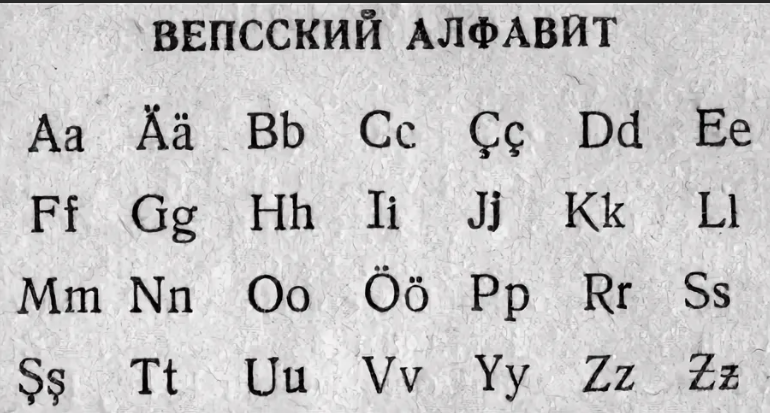 ВЕПССКИЙ АЛФАВИТ
Aa Ää Bb Cc Çç Dd Ee
Ff Gg Hh Ii Jj Kk Ll
Mm Nn Oo Öö Pp Rr Ss
Şş Tt Uu Vv Yy Zz Ƶƶ